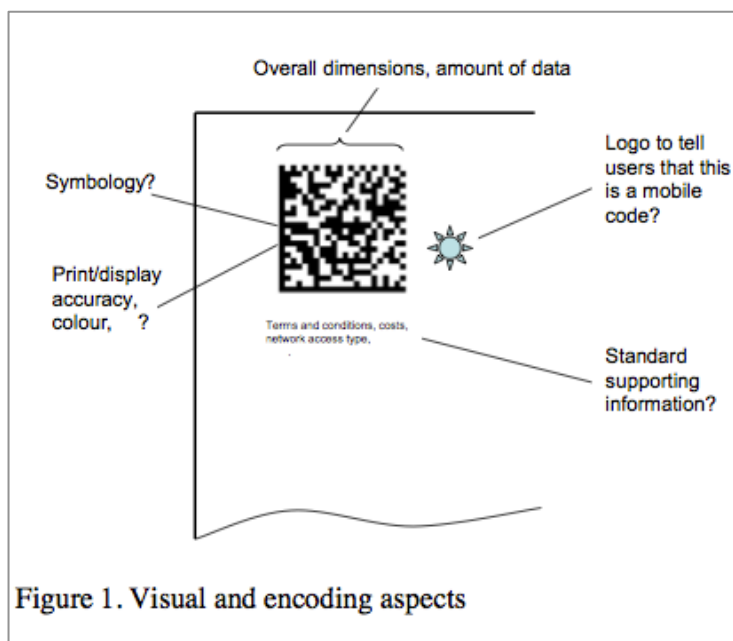 Overall dimensions, amount of data
Logo to tell
users that this
is a mobile
code?
Symbology?
Print/display
accuracy,
colour, ?
Terms and conditions, costs,
network access type,
.
Standard
supporting
information?
Figure 1. Visual and encoding aspects